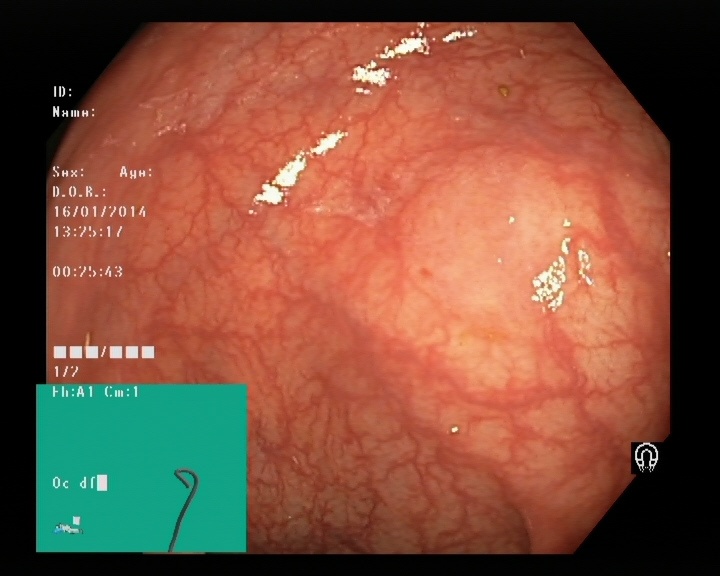 ID:
Name:
Sex: Age:
D.O.B.:
16/01/2014
13:25:17
00:25:43
■■■/■■■
1/2
Eh:A1 Cm:1
Oc df